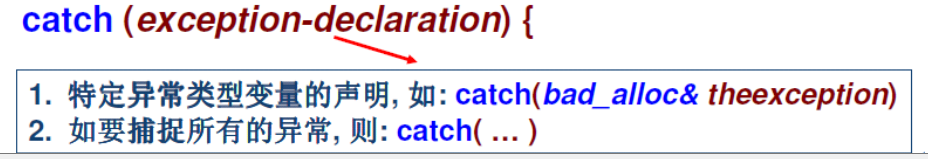 catch (exception-declaration) {
1. 特定异常类型变量的声明, 如: catch(bad_alloc& theexception)
2. 如要捕捉所有的异常, 则: catch( … )